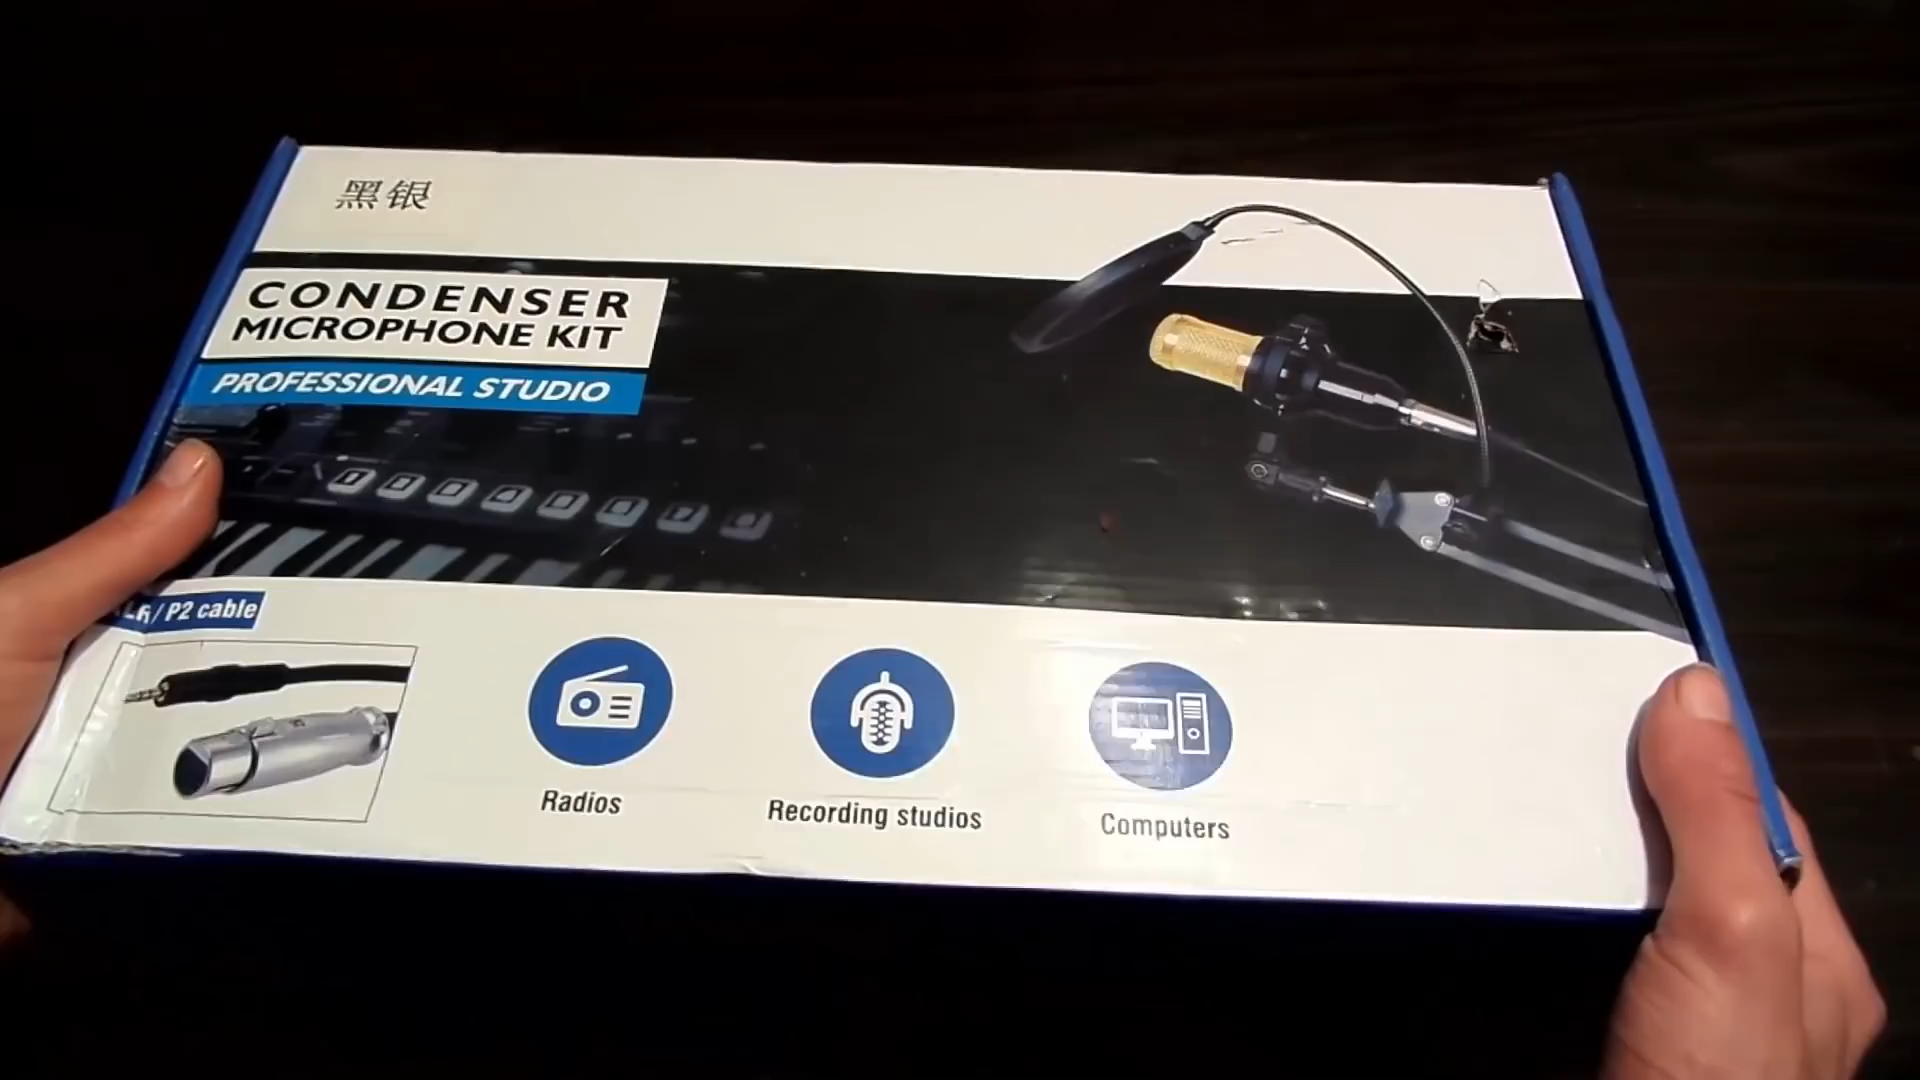 黑银
CONDENSER
MICROPHONE KIT
PROFESSIONAL STUDIO
/ P2 cable
Radios
Recording studios
Computers